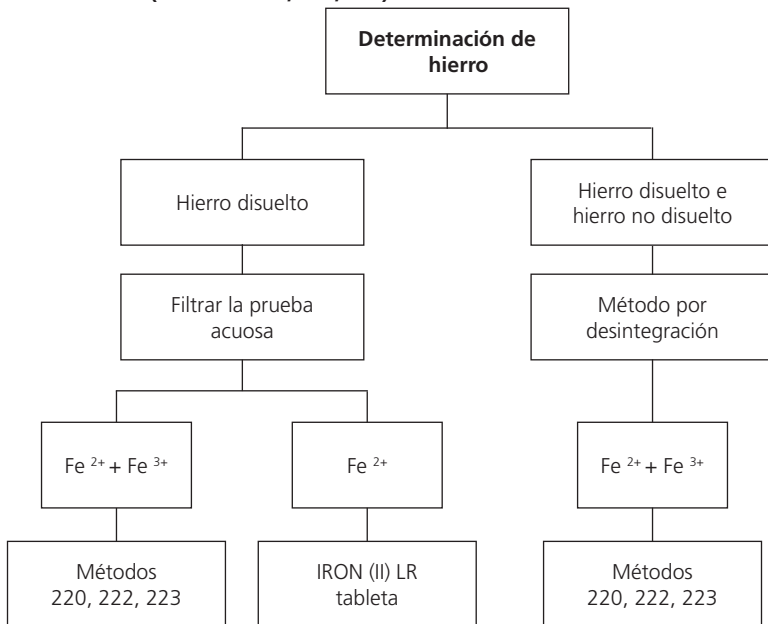 Determinación de
hierro
Hierro disuelto
Hierro disuelto e
hierro no disuelto
Filtrar la prueba
acuosa
Método por
desintegración
Fe 2+ + Fe 3+
Fe 2+
Fe 2+ + Fe 3+
Métodos
220, 222, 223
IRON (II) LR
tableta
Métodos
220, 222, 223